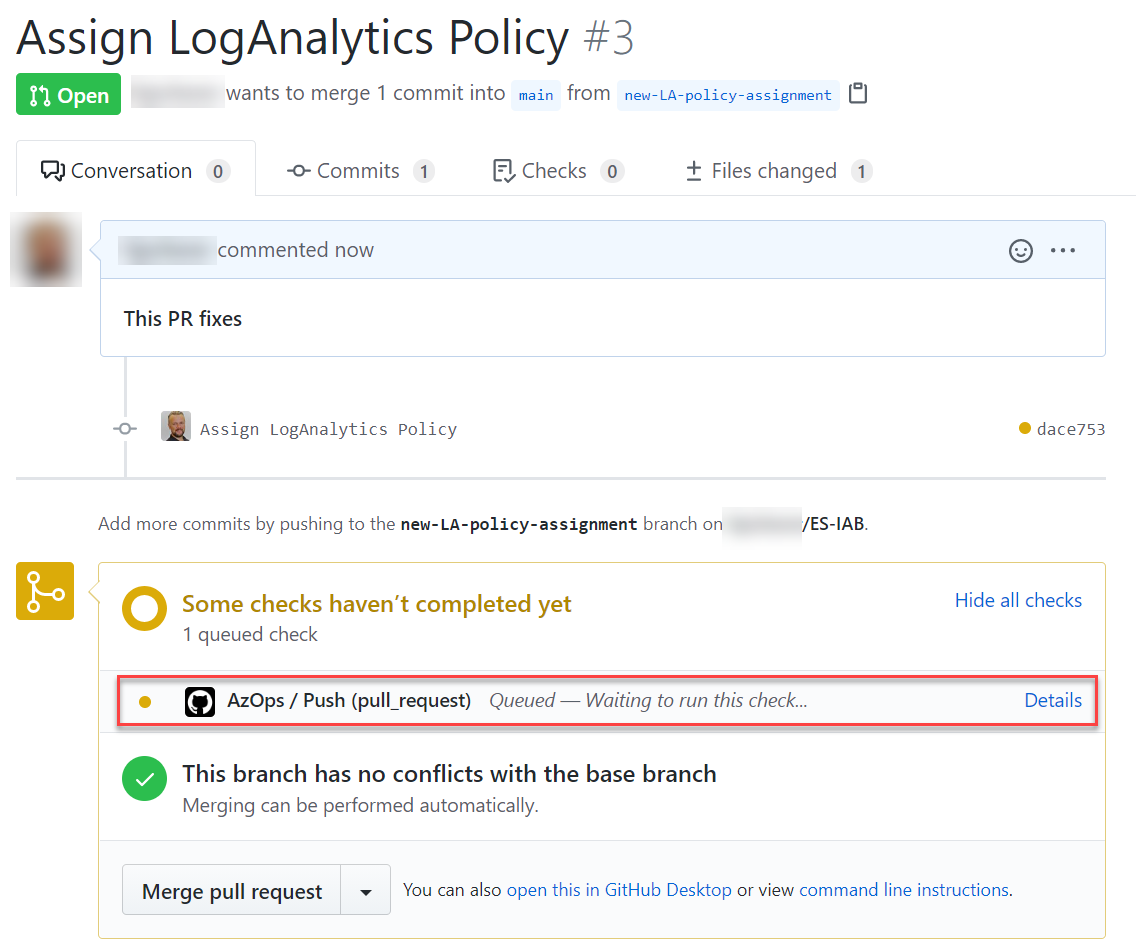 Assign LogAnalytics Policy #3
Open wants to merge 1 commit into main from new-LA-policy-assignment
Conversation 0 Commits 1 Checks 0 Files changed 1
commented now
This PR fixes
Assign LogAnalytics Policy dace753
Add more commits by pushing to the new-LA-policy-assignment branch on /ES-IAB.
Some checks haven’t completed yet Hide all checks
1 queued check
AzOps / Push (pull_request) Queued — Waiting to run this check... Details
This branch has no conflicts with the base branch
Merging can be performed automatically.
Merge pull request You can also open this in GitHub Desktop or view command line instructions.